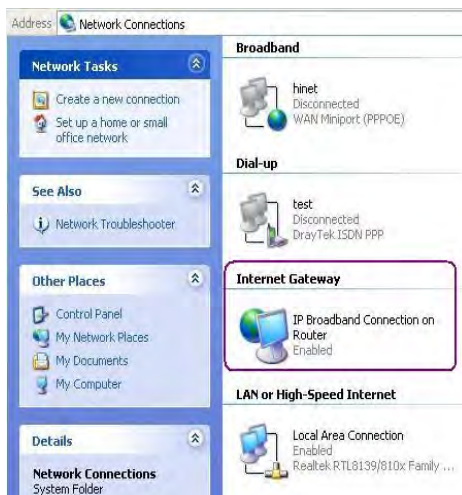 Address Network Connections
Network Tasks
Create a new connection
Set up a home or small
office network
See Also
Network Troubleshooter
Other Places
Control Panel
My Network Places
My Documents
My Computer
Details
Network Connections
System Folder
Broadband
hinet
Disconnected
WAN Miniport (PPPOE)
Dial-up
test
Disconnected
DrayTek ISDN PPP
Internet Gateway
IP Broadband Connection on
Router
Enabled
LAN or High-Speed Internet
Local Area Connection
Enabled
Realtek RTL8139/810x Family ...